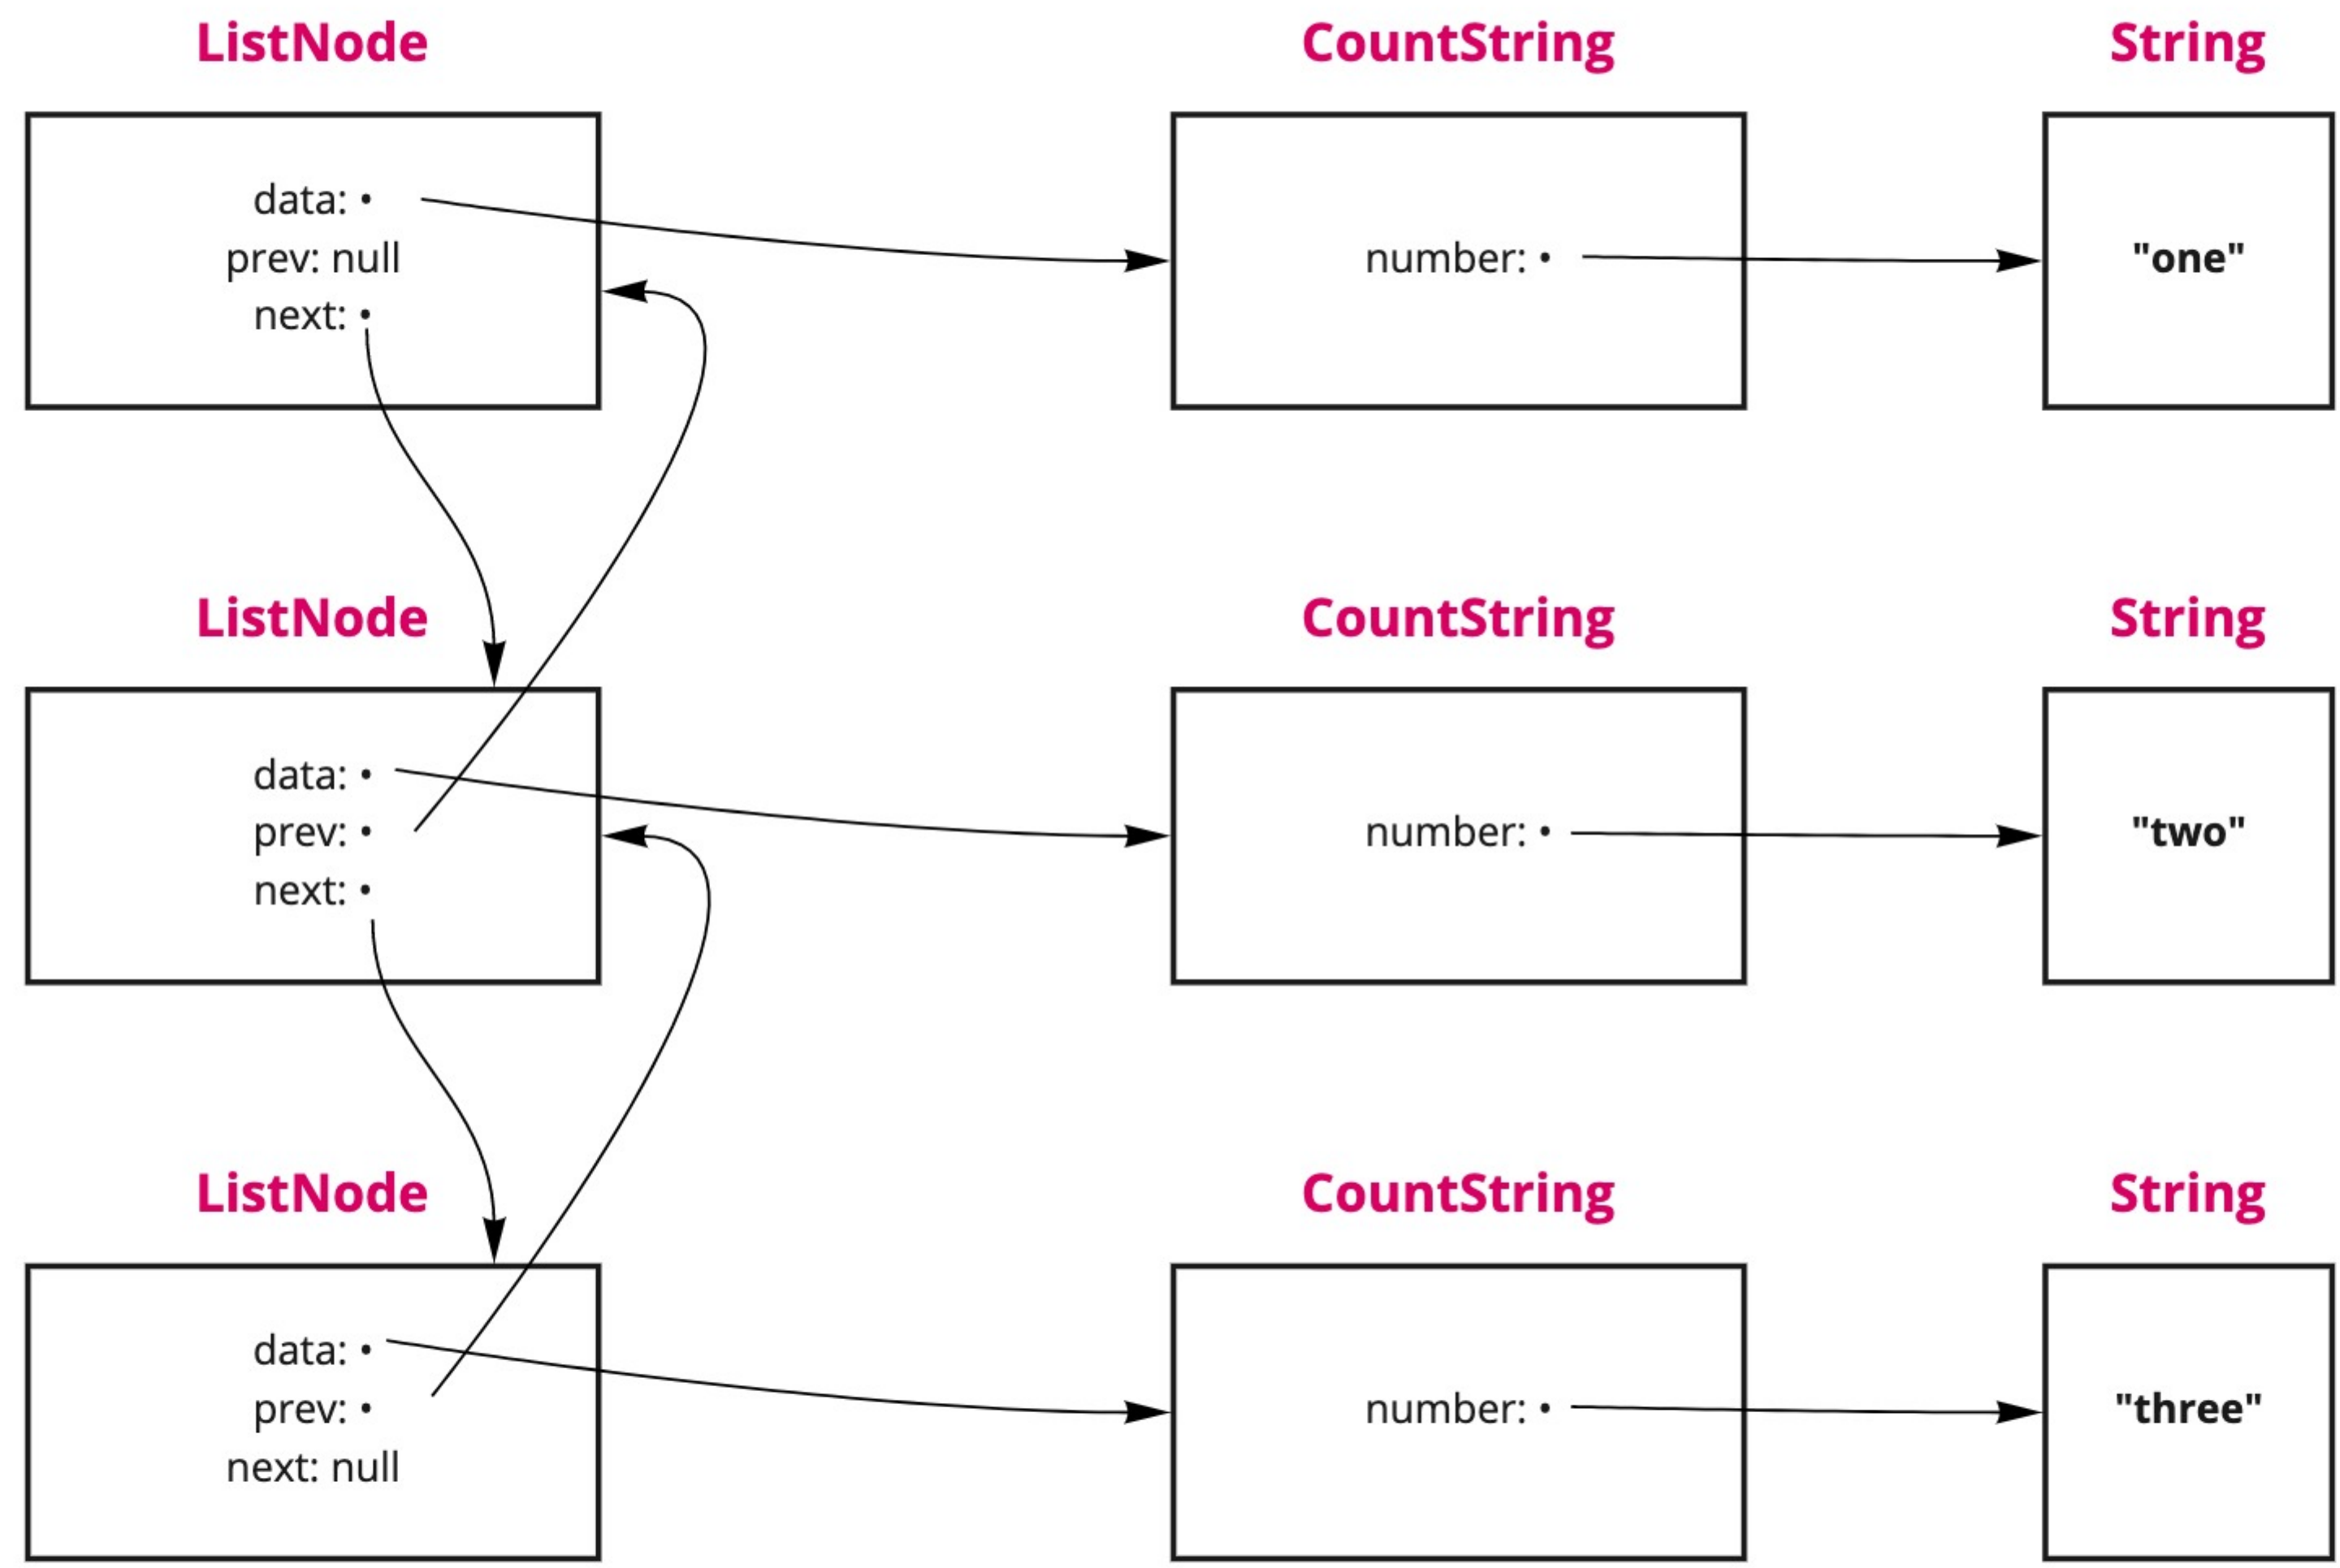 ListNode CountString String
data: •
prev: null
next: •
number: •
"one"
ListNode CountString String
data: •
prev: •
next: •
number: •
"two"
ListNode CountString String
data: •
prev: •
next: null
number: •
"three"